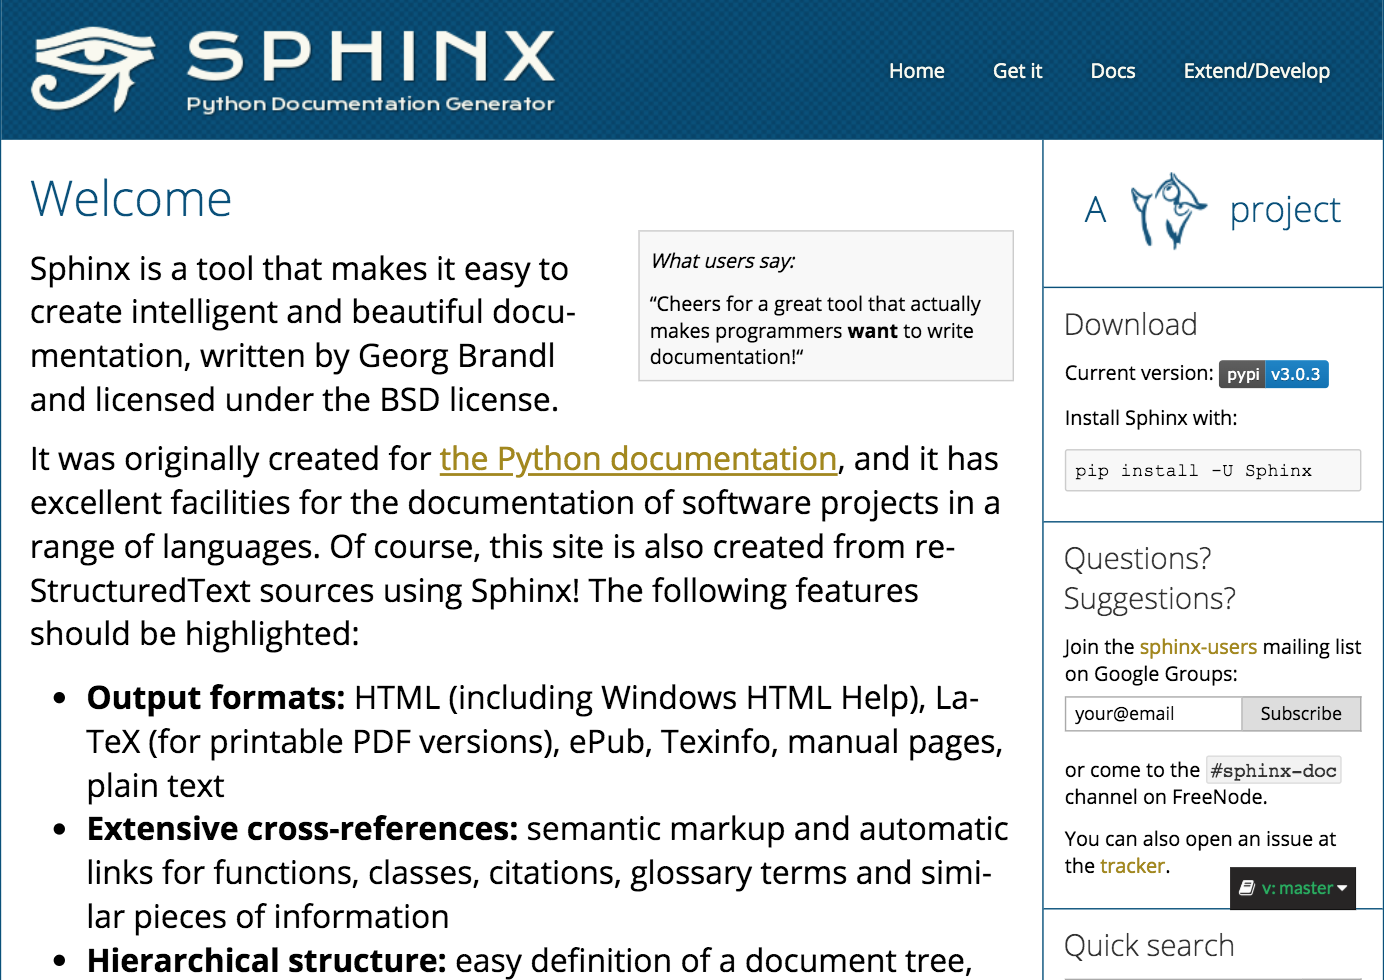 SPHINX
Python Documentation Generator
Home
Get it
Docs
Extend/Develop
Welcome
Sphinx is a tool that makes it easy to
create intelligent and beautiful docu-
mentation, written by Georg Brandl
and licensed under the BSD license.
What users say:
“Cheers for a great tool that actually
makes programmers want to write
documentation!“
It was originally created for the Python documentation, and it has
excellent facilities for the documentation of software projects in a
range of languages. Of course, this site is also created from re-
StructuredText sources using Sphinx! The following features
should be highlighted:
• Output formats: HTML (including Windows HTML Help), La-
TeX (for printable PDF versions), ePub, Texinfo, manual pages,
plain text
• Extensive cross-references: semantic markup and automatic
links for functions, classes, citations, glossary terms and simi-
lar pieces of information
• Hierarchical structure: easy definition of a document tree,
A project
Download
Current version: pypi v3.0.3
Install Sphinx with:
pip install -U Sphinx
Questions?
Suggestions?
Join the sphinx-users mailing list
on Google Groups:
your@email
Subscribe
or come to the #sphinx-doc
channel on FreeNode.
You can also open an issue at
the tracker.
v: master
Quick search